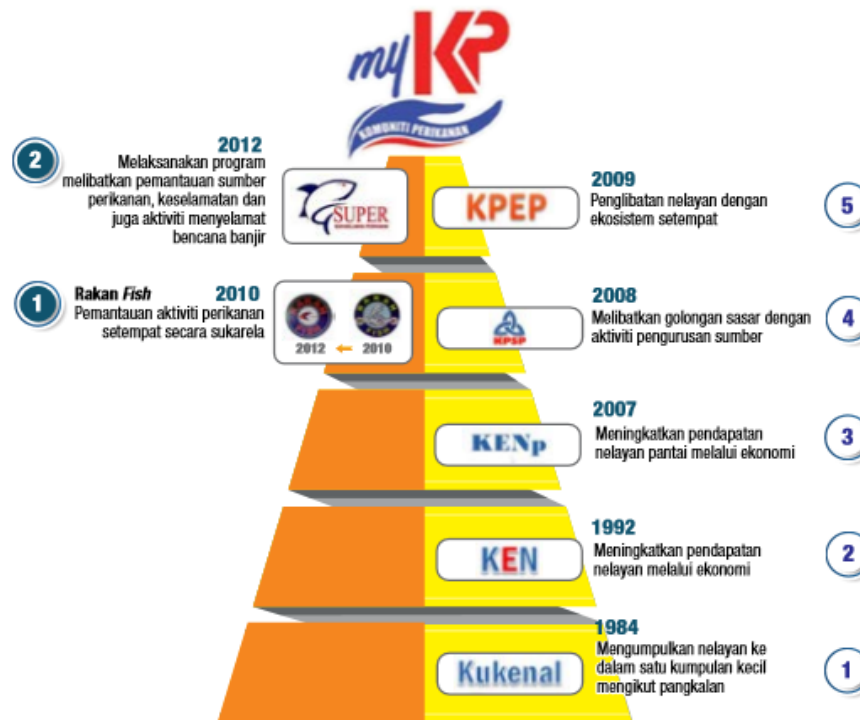 myKP
KOMUNITI PERIKANAN
2
2012
Melaksanakan program
melibatkan pemantauan sumber
perikanan, keselamatan dan
juga aktiviti menyelamat
bencana banjir
SUPER
KPEP
2009
Penglibatan nelayan dengan
ekosistem setempat
5
1
Rakan Fish 2010
Pemantauan aktiviti perikanan
setempat secara sukarela
2012 ← 2010
KPSP
2008
Melibatkan golongan sasar dengan
aktiviti pengurusan sumber
4
KENp
2007
Meningkatkan pendapatan
nelayan pantai melalui ekonomi
3
KEN
1992
Meningkatkan pendapatan
nelayan melalui ekonomi
2
Kukenal
1984
Mengumpulkan nelayan ke
dalam satu kumpulan kecil
mengikut pangkalan
1